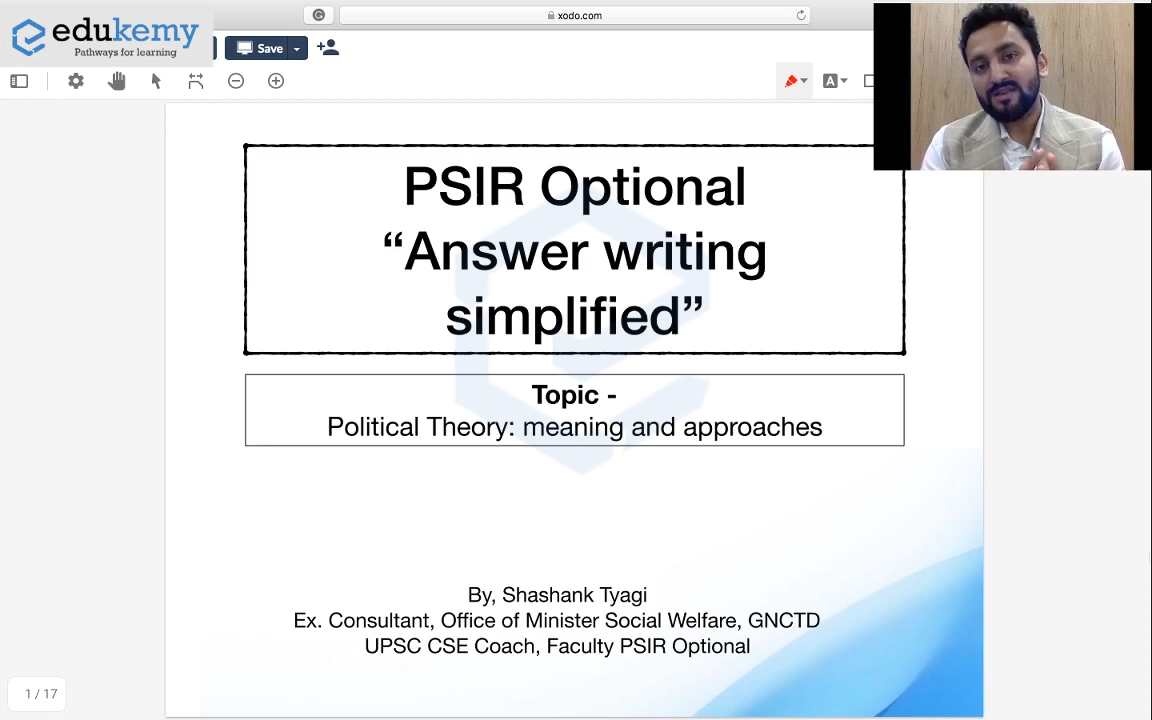 xodo.com
edukemy
Pathways for learning
Save
A
PSIR Optional
“Answer writing
simplified”
Topic -
Political Theory: meaning and approaches
By, Shashank Tyagi
Ex. Consultant, Office of Minister Social Welfare, GNCTD
UPSC CSE Coach, Faculty PSIR Optional
1 / 17